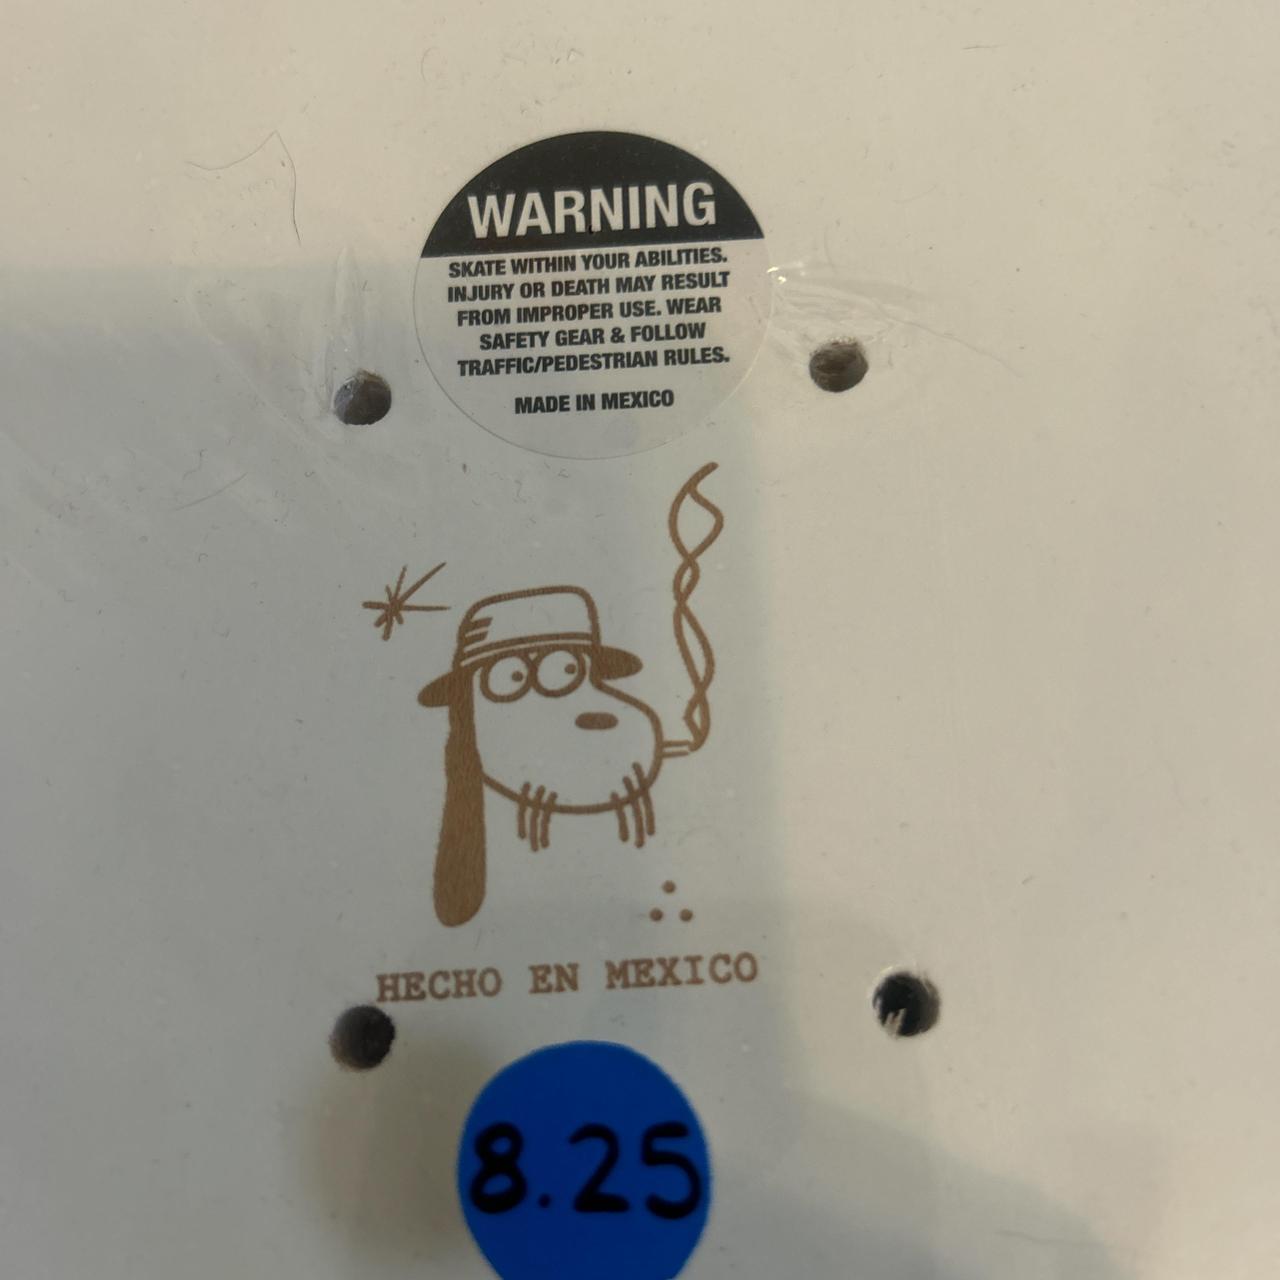 WARNING
SKATE WITHIN YOUR ABILITIES.
INJURY OR DEATH MAY RESULT
FROM IMPROPER USE. WEAR
SAFETY GEAR & FOLLOW
TRAFFIC/PEDESTRIAN RULES.
MADE IN MEXICO
HECHO EN MEXICO
8.25